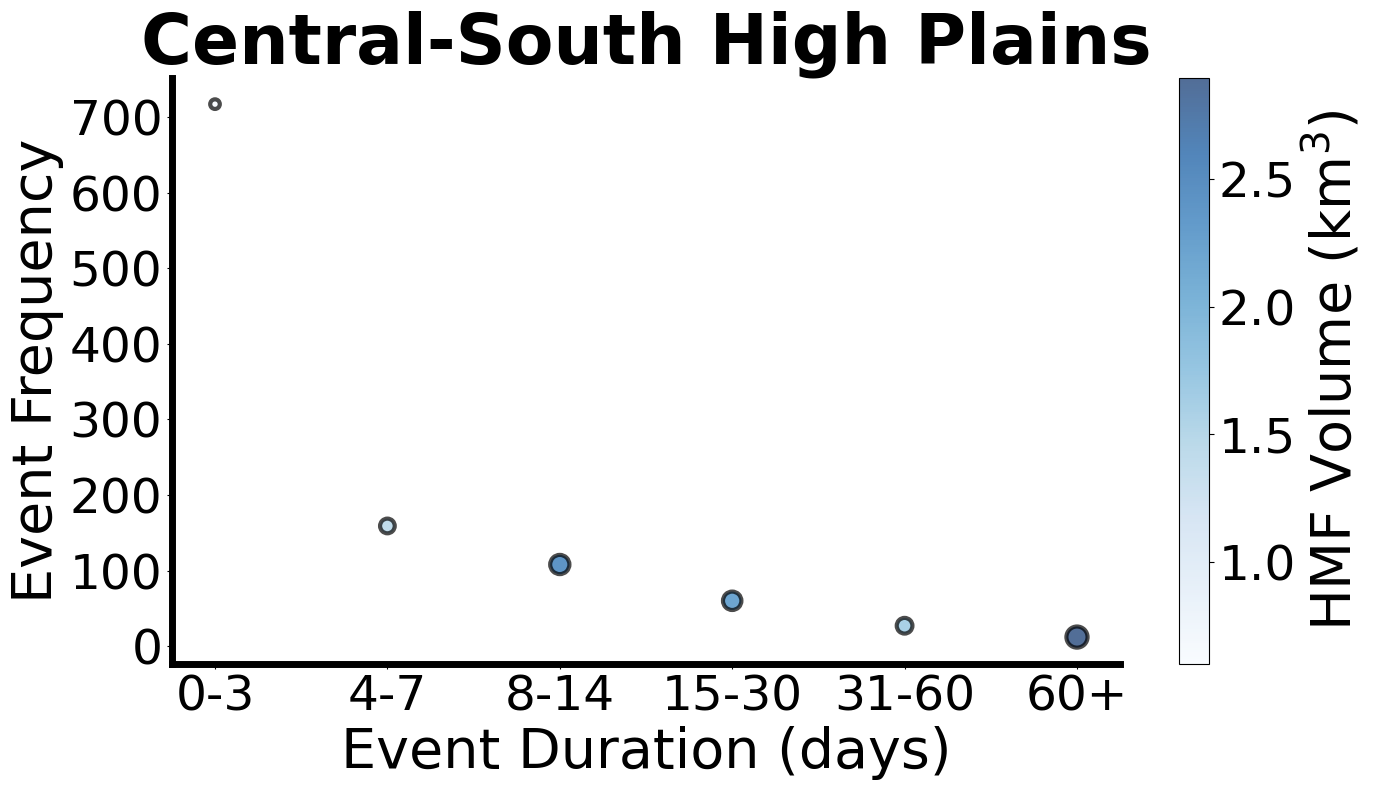 Central-South High Plains
Event Frequency
700
600
500
400
300
200
100
0
0-3 4-7 8-14 15-30 31-60 60+
Event Duration (days)
2.5
2.0
1.5
1.0
HMF Volume (km³)